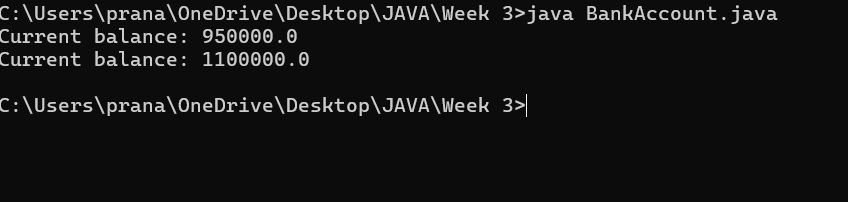 C:\Users\prana\OneDrive\Desktop\JAVA\Week 3>java BankAccount.java
Current balance: 950000.0
Current balance: 1100000.0
C:\Users\prana\OneDrive\Desktop\JAVA\Week 3>